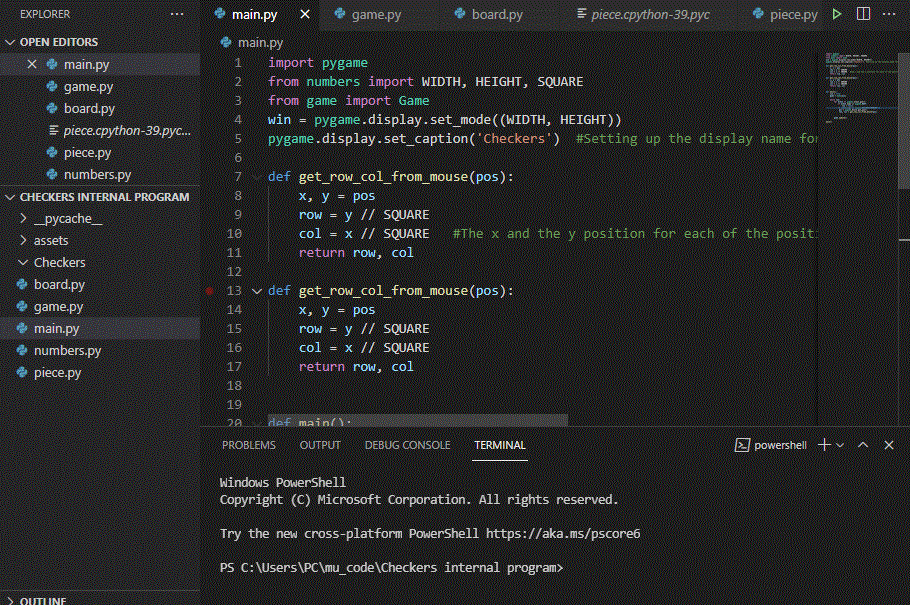 EXPLORER ···
OPEN EDITORS
main.py
game.py
board.py
piece.cpython-39.pyc...
piece.py
numbers.py
CHECKERS INTERNAL PROGRAM
__pycache__
assets
Checkers
board.py
game.py
main.py
numbers.py
piece.py
OUTLINE
main.py game.py board.py piece.cpython-39.pyc piece.py ···
main.py
1 import pygame
2 from numbers import WIDTH, HEIGHT, SQUARE
3 from game import Game
4 win = pygame.display.set_mode((WIDTH, HEIGHT))
5 pygame.display.set_caption('Checkers') #Setting up the display name for
6
7 def get_row_col_from_mouse(pos):
8 x, y = pos
9 row = y // SQUARE
10 col = x // SQUARE #The x and the y position for each of the positi
11 return row, col
12
13 def get_row_col_from_mouse(pos):
14 x, y = pos
15 row = y // SQUARE
16 col = x // SQUARE
17 return row, col
18
19
20 def main():
PROBLEMS OUTPUT DEBUG CONSOLE TERMINAL powershell
Windows PowerShell
Copyright (C) Microsoft Corporation. All rights reserved.
Try the new cross-platform PowerShell https://aka.ms/pscore6
PS C:\Users\PC\mu_code\Checkers internal program>